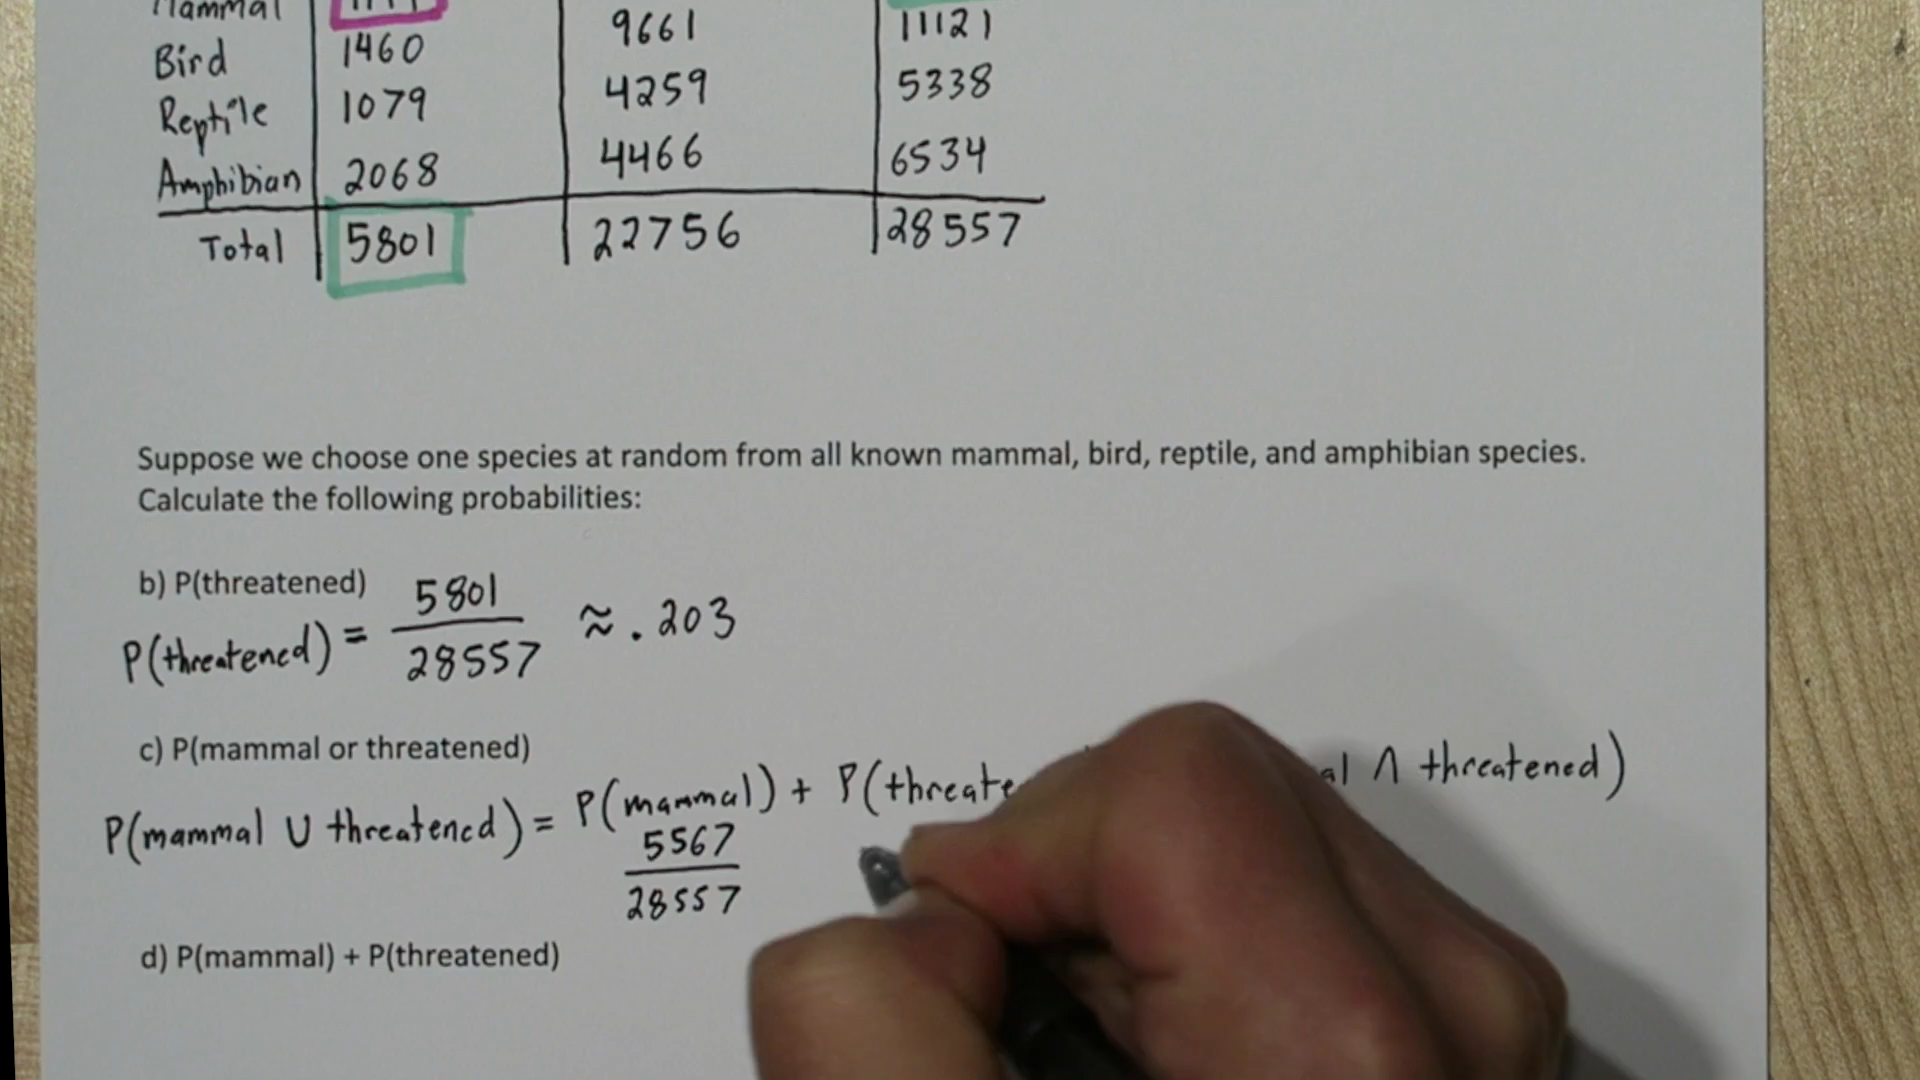 Mammal
Bird 1460 9661 11121
Reptile 1079 4259 5338
Amphibian 2068 4466 6534
Total 5801 22756 28557
Suppose we choose one species at random from all known mammal, bird, reptile, and amphibian species.
Calculate the following probabilities:
b) P(threatened)
P(threatened) = 5801 / 28557 ≈ .203
c) P(mammal or threatened)
P(mammal ∪ threatened) = P(mammal) + P(threate al ∩ threatened)
5567
28557
d) P(mammal) + P(threatened)